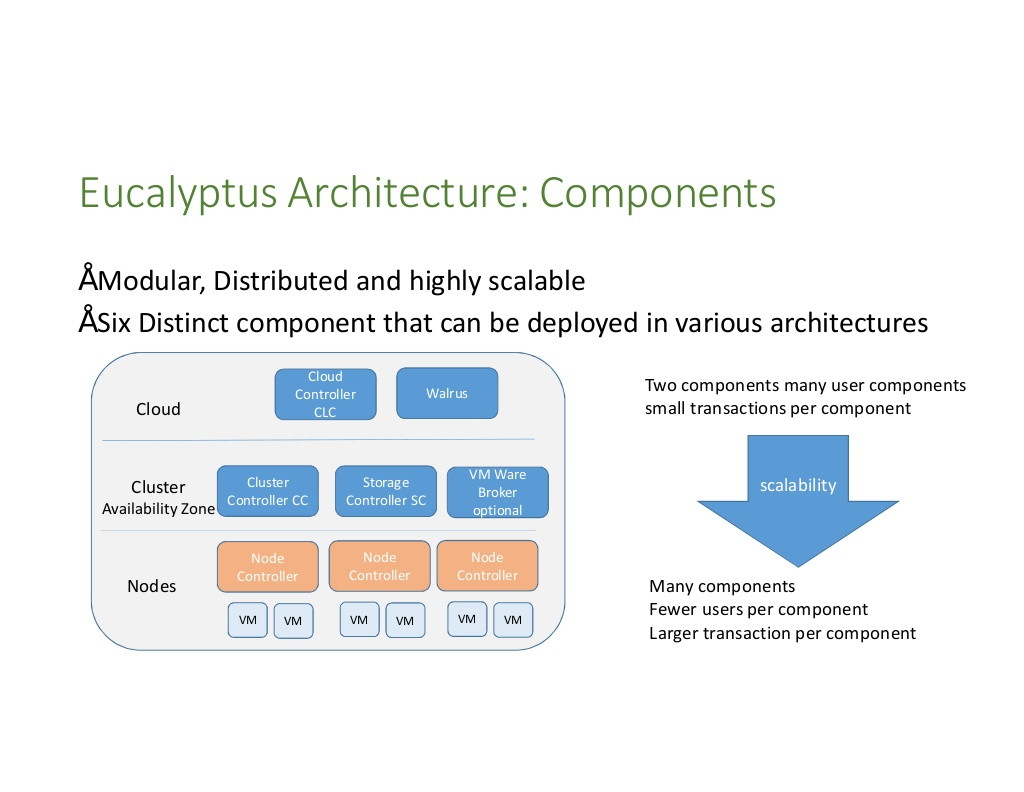 Eucalyptus Architecture: Components
ÅModular, Distributed and highly scalable
ÅSix Distinct component that can be deployed in various architectures
Cloud
Cloud
Controller
CLC
Walrus
Cluster
Availability Zone
Cluster
Controller CC
Storage
Controller SC
VM Ware
Broker
optional
Nodes
Node
Controller
Node
Controller
Node
Controller
VM
VM
VM
VM
VM
VM
Two components many user components
small transactions per component
scalability
Many components
Fewer users per component
Larger transaction per component